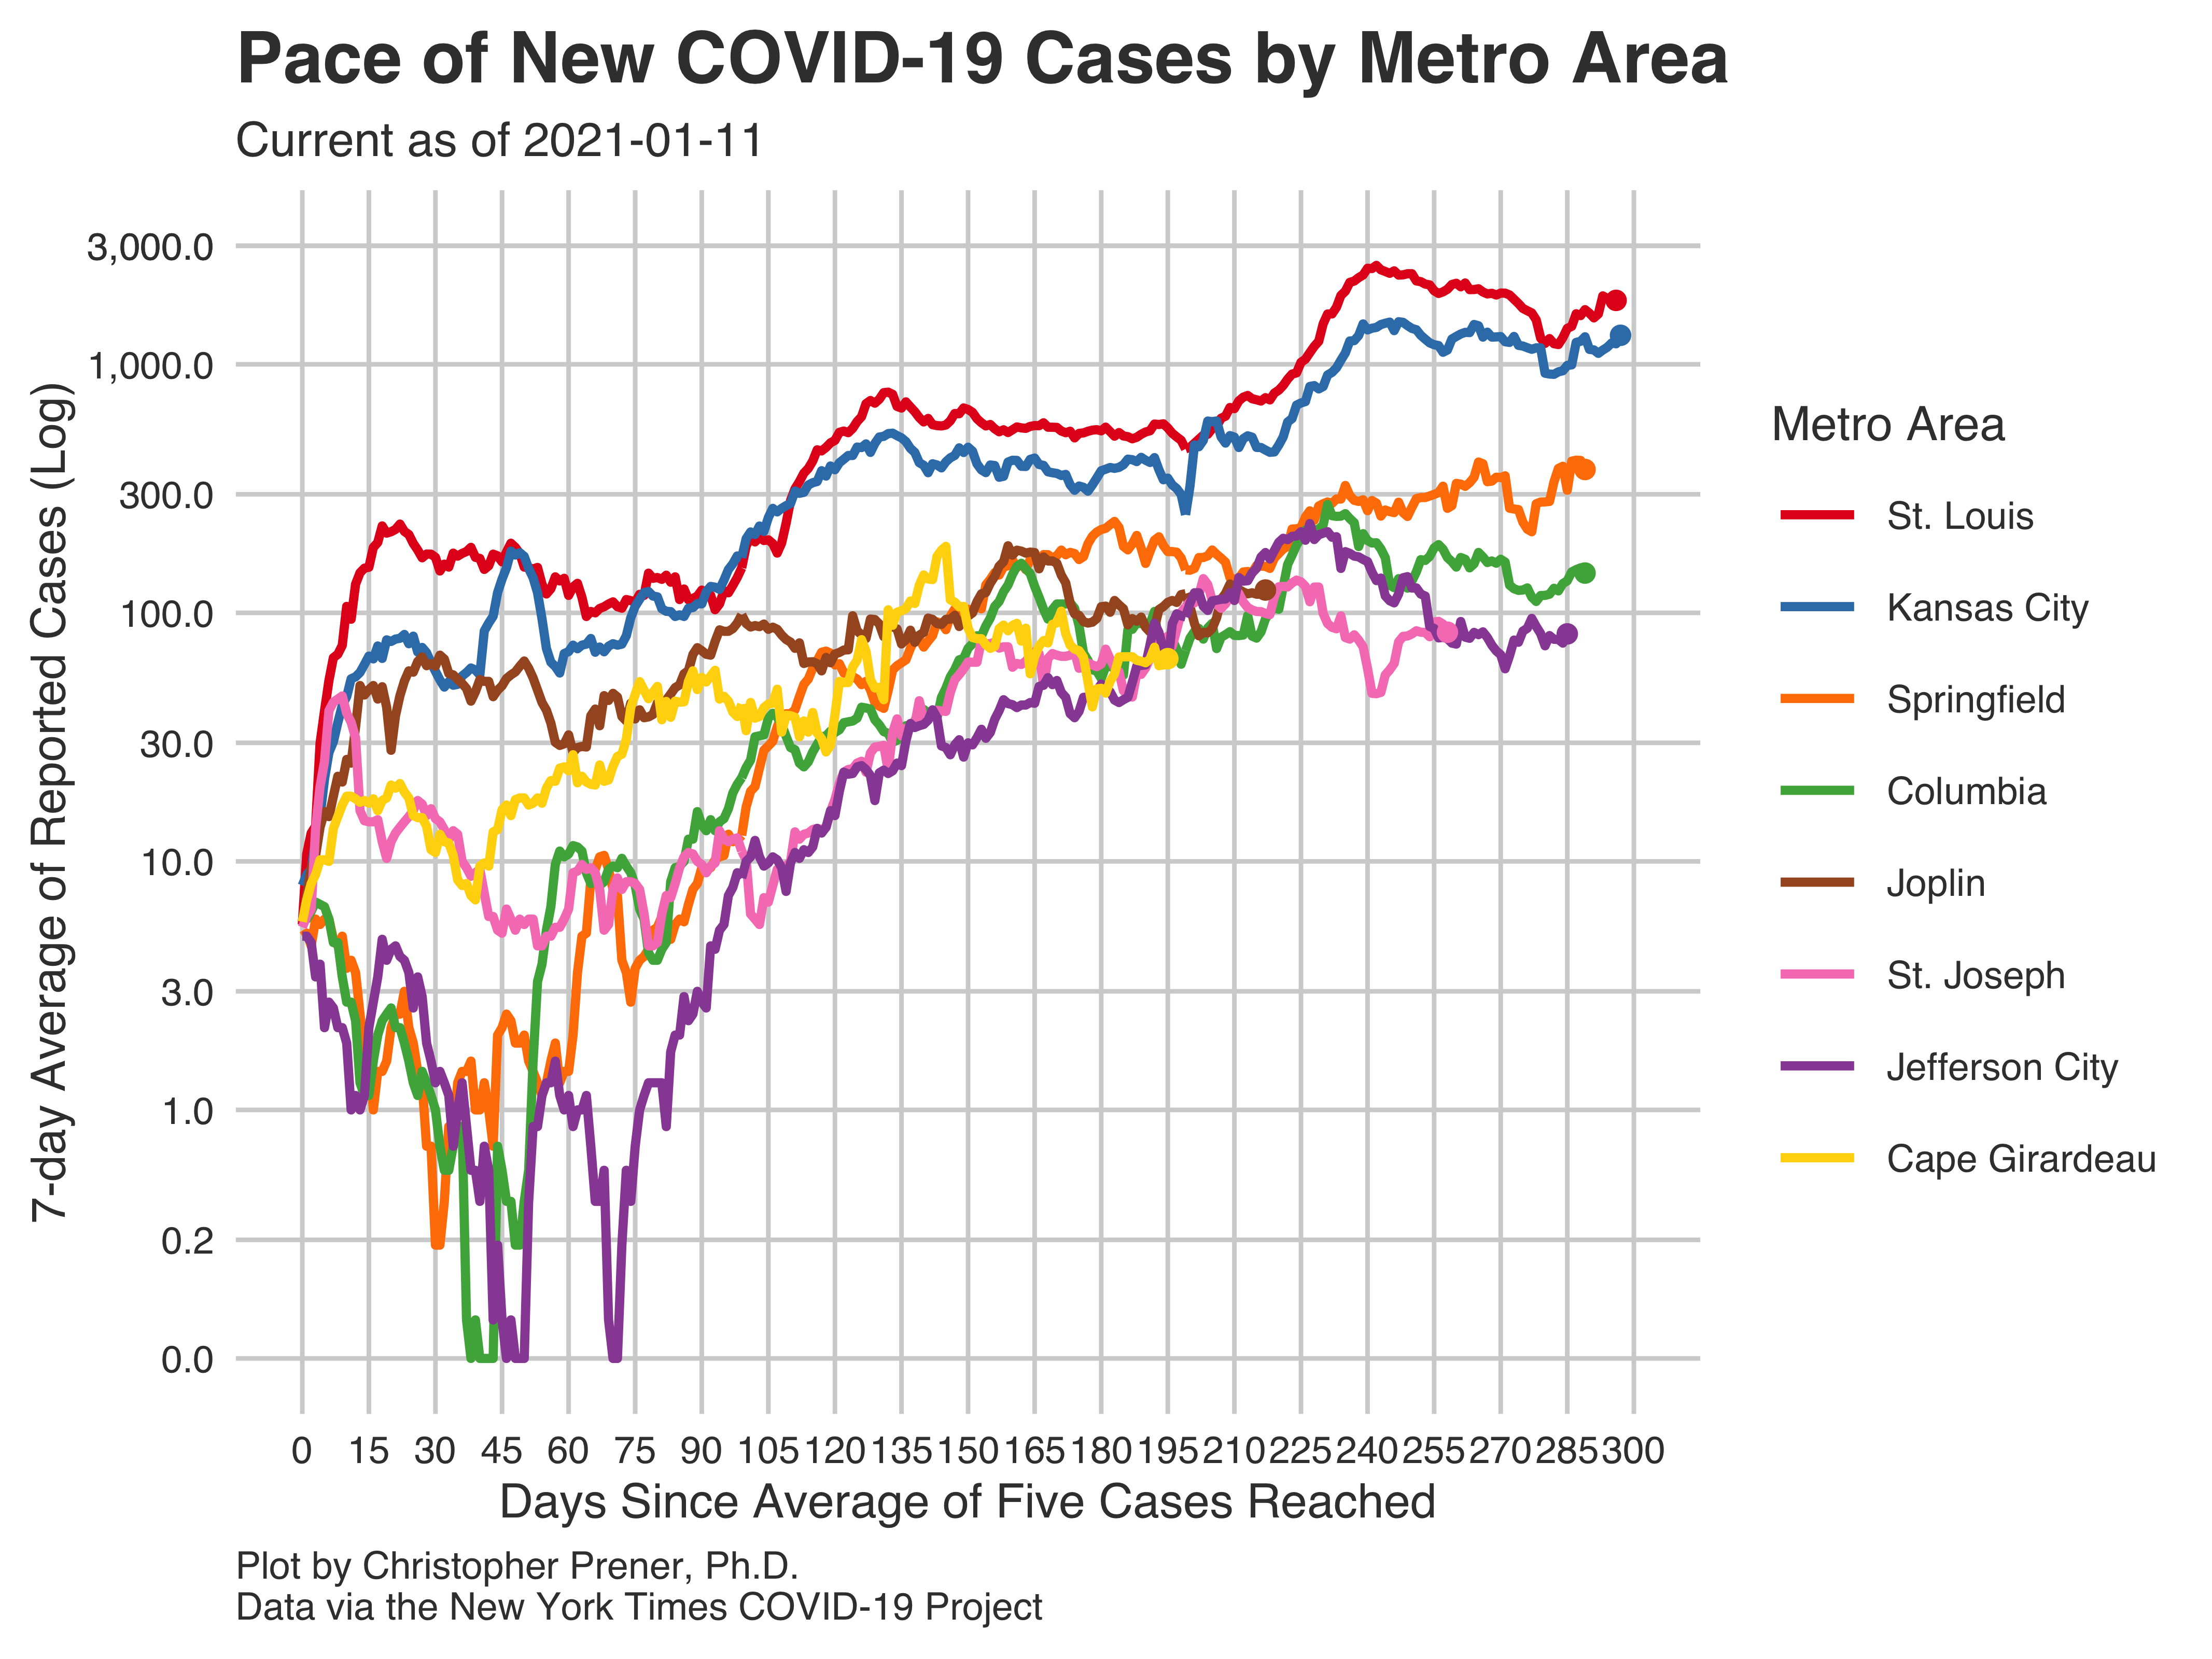 Pace of New COVID-19 Cases by Metro Area
Current as of 2021-01-11
7-day Average of Reported Cases (Log)
3,000.0
1,000.0
300.0
100.0
30.0
10.0
3.0
1.0
0.2
0.0
0 15 30 45 60 75 90 105 120 135 150 165 180 195 210 225 240 255 270 285 300
Days Since Average of Five Cases Reached
Metro Area
St. Louis
Kansas City
Springfield
Columbia
Joplin
St. Joseph
Jefferson City
Cape Girardeau
Plot by Christopher Prener, Ph.D.
Data via the New York Times COVID-19 Project